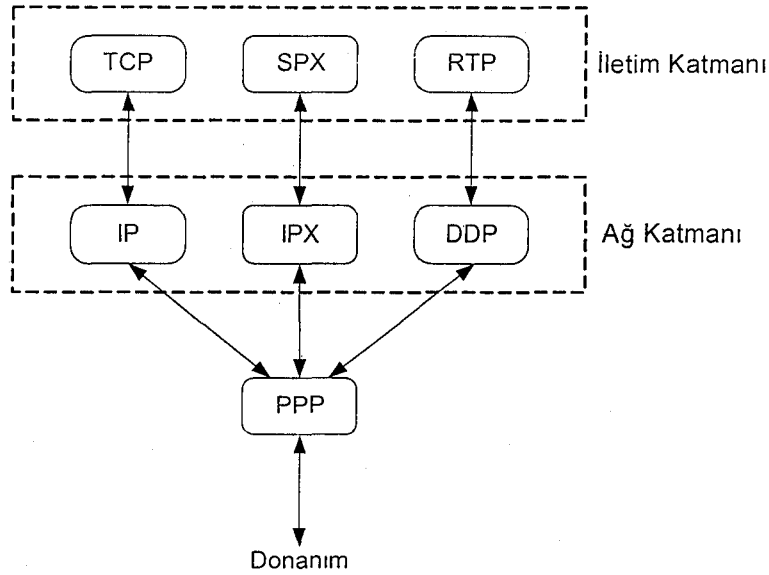 TCP SPX RTP İletim Katmanı
IP IPX DDP Ağ Katmanı
PPP
Donanım